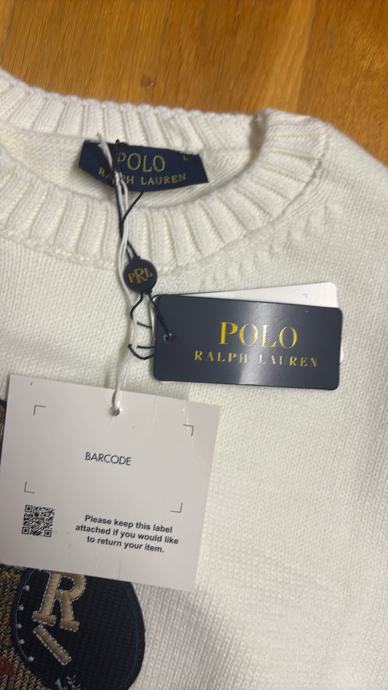 POLO
L
RALPH LAUREN
PRL
POLO
RALPH LAUREN
BARCODE
Please keep this label
attached if you would like
to return your item.
R